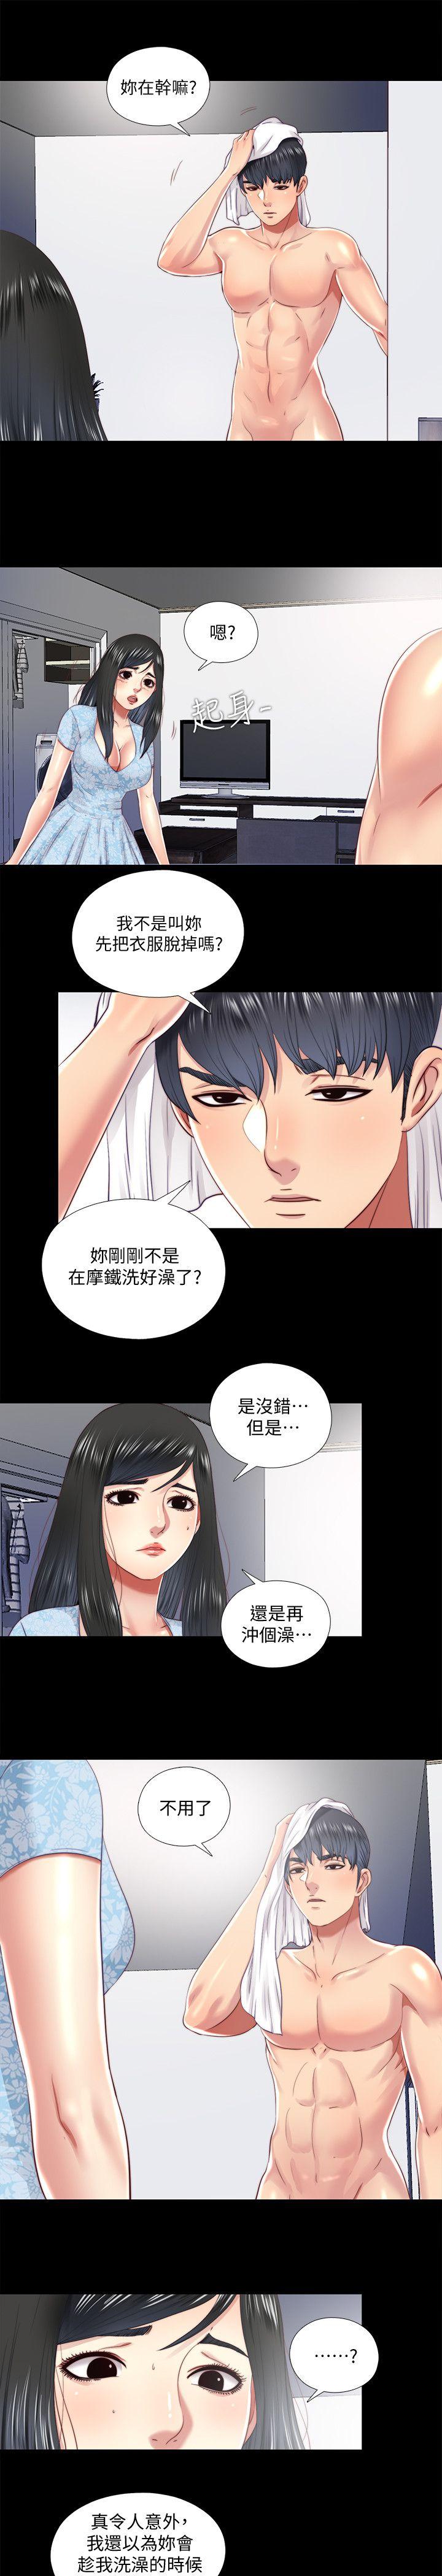 妳在幹嘛?
嗯?
起身-
我不是叫妳
先把衣服脫掉嗎?
妳剛剛不是
在摩鐵洗好澡了?
是沒錯⋯
但是⋯
還是再
沖個澡⋯
不用了
⋯⋯?
真令人意外,
我還以為妳會
趁我洗澡的時候